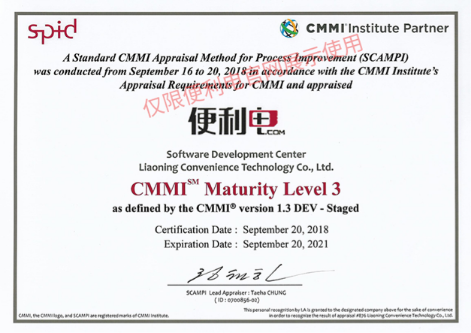 spid
CMMI Institute Partner
A Standard CMMI Appraisal Method for Process Improvement (SCAMPI)
was conducted from September 16 to 20, 2018 in accordance with the CMMI Institute's
Appraisal Requirements for CMMI and appraised
仅限便利电官网展示使用
便利电.COM
Software Development Center
Liaoning Convenience Technology Co., Ltd.
CMMI℠ Maturity Level 3
as defined by the CMMI® version 1.3 DEV - Staged
Certification Date : September 20, 2018
Expiration Date : September 20, 2021
SCAMPI Lead Appraiser : Taeha CHUNG
( ID : 0700856-02)
CMMI, the CMMI logo, and SCAMPI are registered marks of CMMI Institute.
This personal recognition by LA is granted to the designated company above for the sake of convenience
in order to recognize the result of appraisal #
Liaoning Convenience Technology Co., Ltd.